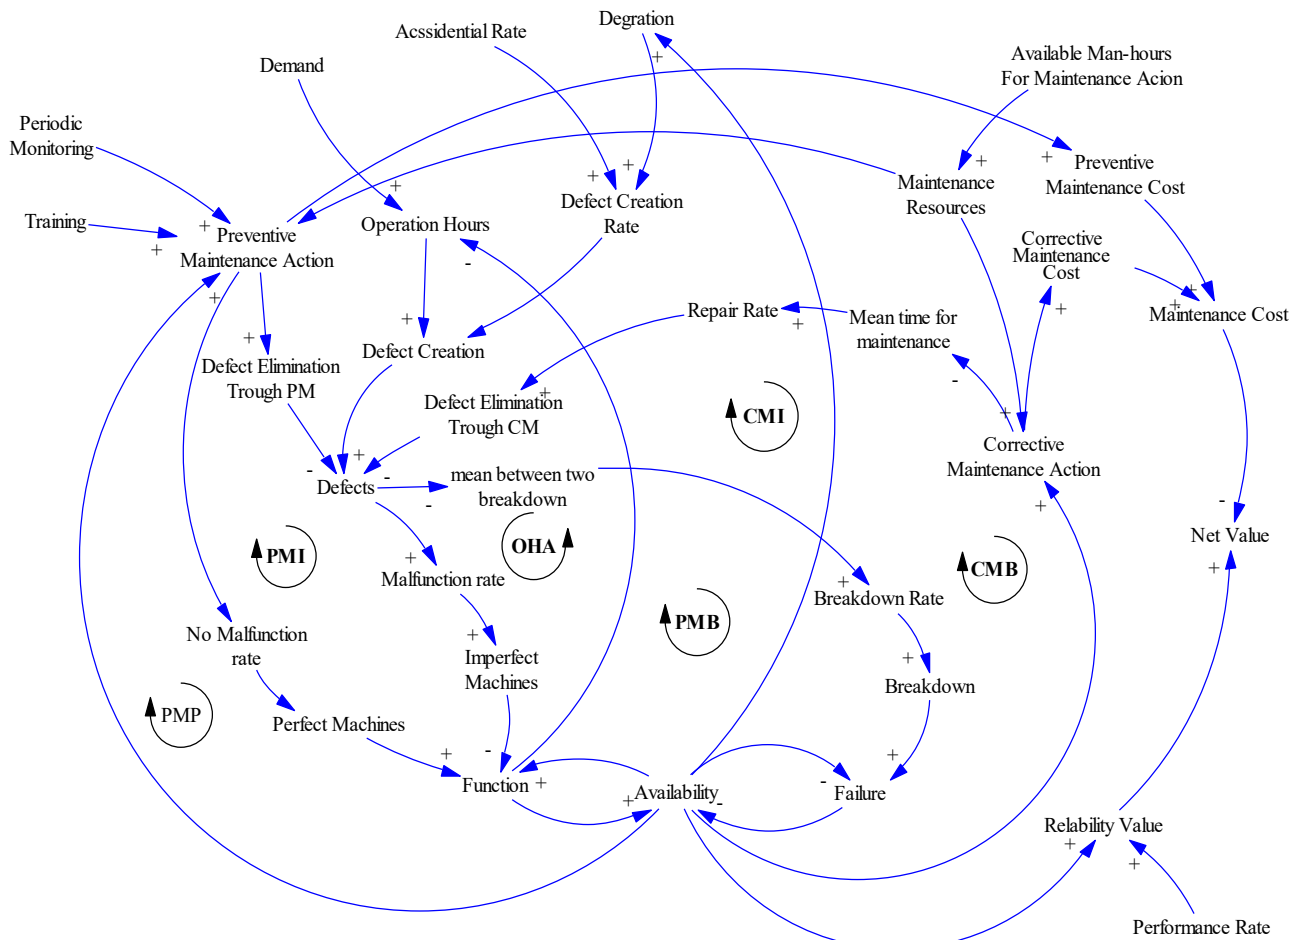 Degration
Acssidential Rate
Available Man-hours
For Maintenance Acion
Demand
+
Periodic
Monitoring
+
+
Preventive
Maintenance Cost
+
+
+
Maintenance
Resources
Defect Creation
Rate
+
Training
Operation Hours
+
+
Preventive
Maintenance Action
-
Corrective
Maintenance
Cost
+
+
+
+
Maintenance Cost
Repair Rate
+
Mean time for
maintenance
+
+
Defect Creation
Defect Elimination
Trough PM
-
+
Defect Elimination
Trough CM
+
CMI
Corrective
Maintenance Action
+
-
-
Defects
mean between two
breakdown
-
+
-
Net Value
+
PMI
OHA
+
Malfunction rate
CMB
+
Breakdown Rate
PMB
No Malfunction
rate
+
Imperfect
Machines
+
Breakdown
PMP
Perfect Machines
+
-
+
Function
+
+
Availability
-
-
Failure
Relability Value
+
+
Performance Rate